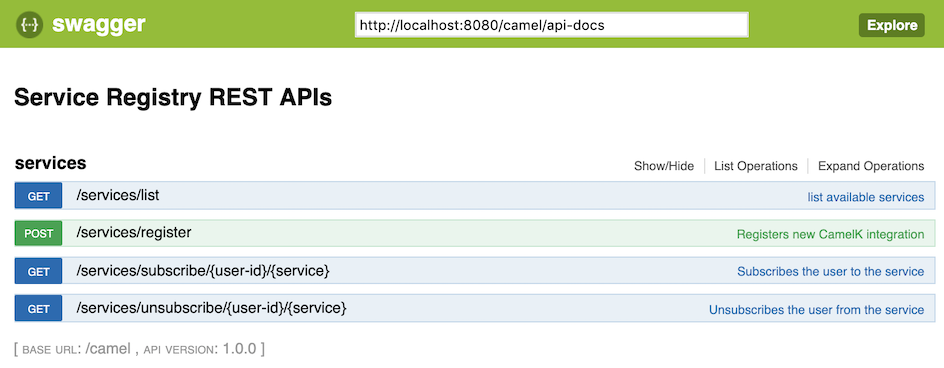 {···} swagger http://localhost:8080/camel/api-docs Explore
Service Registry REST APIs
services Show/Hide List Operations Expand Operations
GET /services/list list available services
POST /services/register Registers new CamelK integration
GET /services/subscribe/{user-id}/{service} Subscribes the user to the service
GET /services/unsubscribe/{user-id}/{service} Unsubscribes the user from the service
[ BASE URL: /camel , API VERSION: 1.0.0 ]